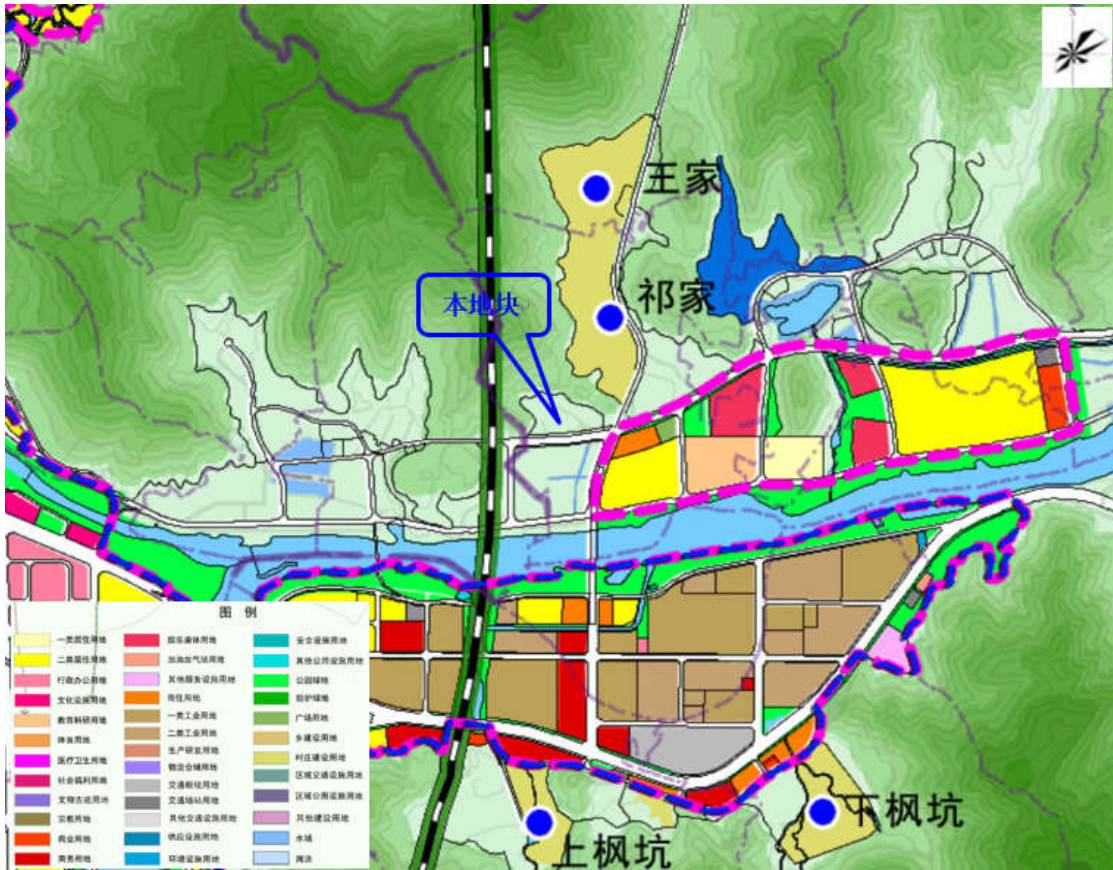 王家
祁家
本地块
上枫坑
下枫坑
图 例
一类居住用地
二类居住用地
行政办公用地
文化设施用地
教育科研用地
体育用地
医疗卫生用地
社会福利用地
文物古迹用地
宗教用地
商业用地
商务用地
娱乐康体用地
加油加气站用地
其他服务设施用地
商住用地
一类工业用地
二类工业用地
生产研发用地
物流仓储用地
交通枢纽用地
交通场站用地
其他交通设施用地
供应设施用地
环境设施用地
安全设施用地
其他公用设施用地
公园绿地
防护绿地
广场用地
乡建设用地
村庄建设用地
区域交通设施用地
区域公用设施用地
其他建设用地
水域